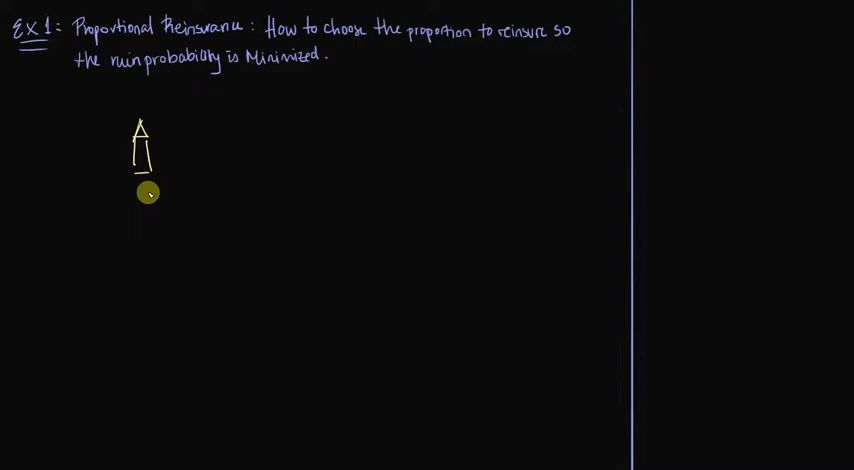 EX 1: Proportional Reinsurance: How to choose the proportion to reinsure so
the ruin probability is Minimized.